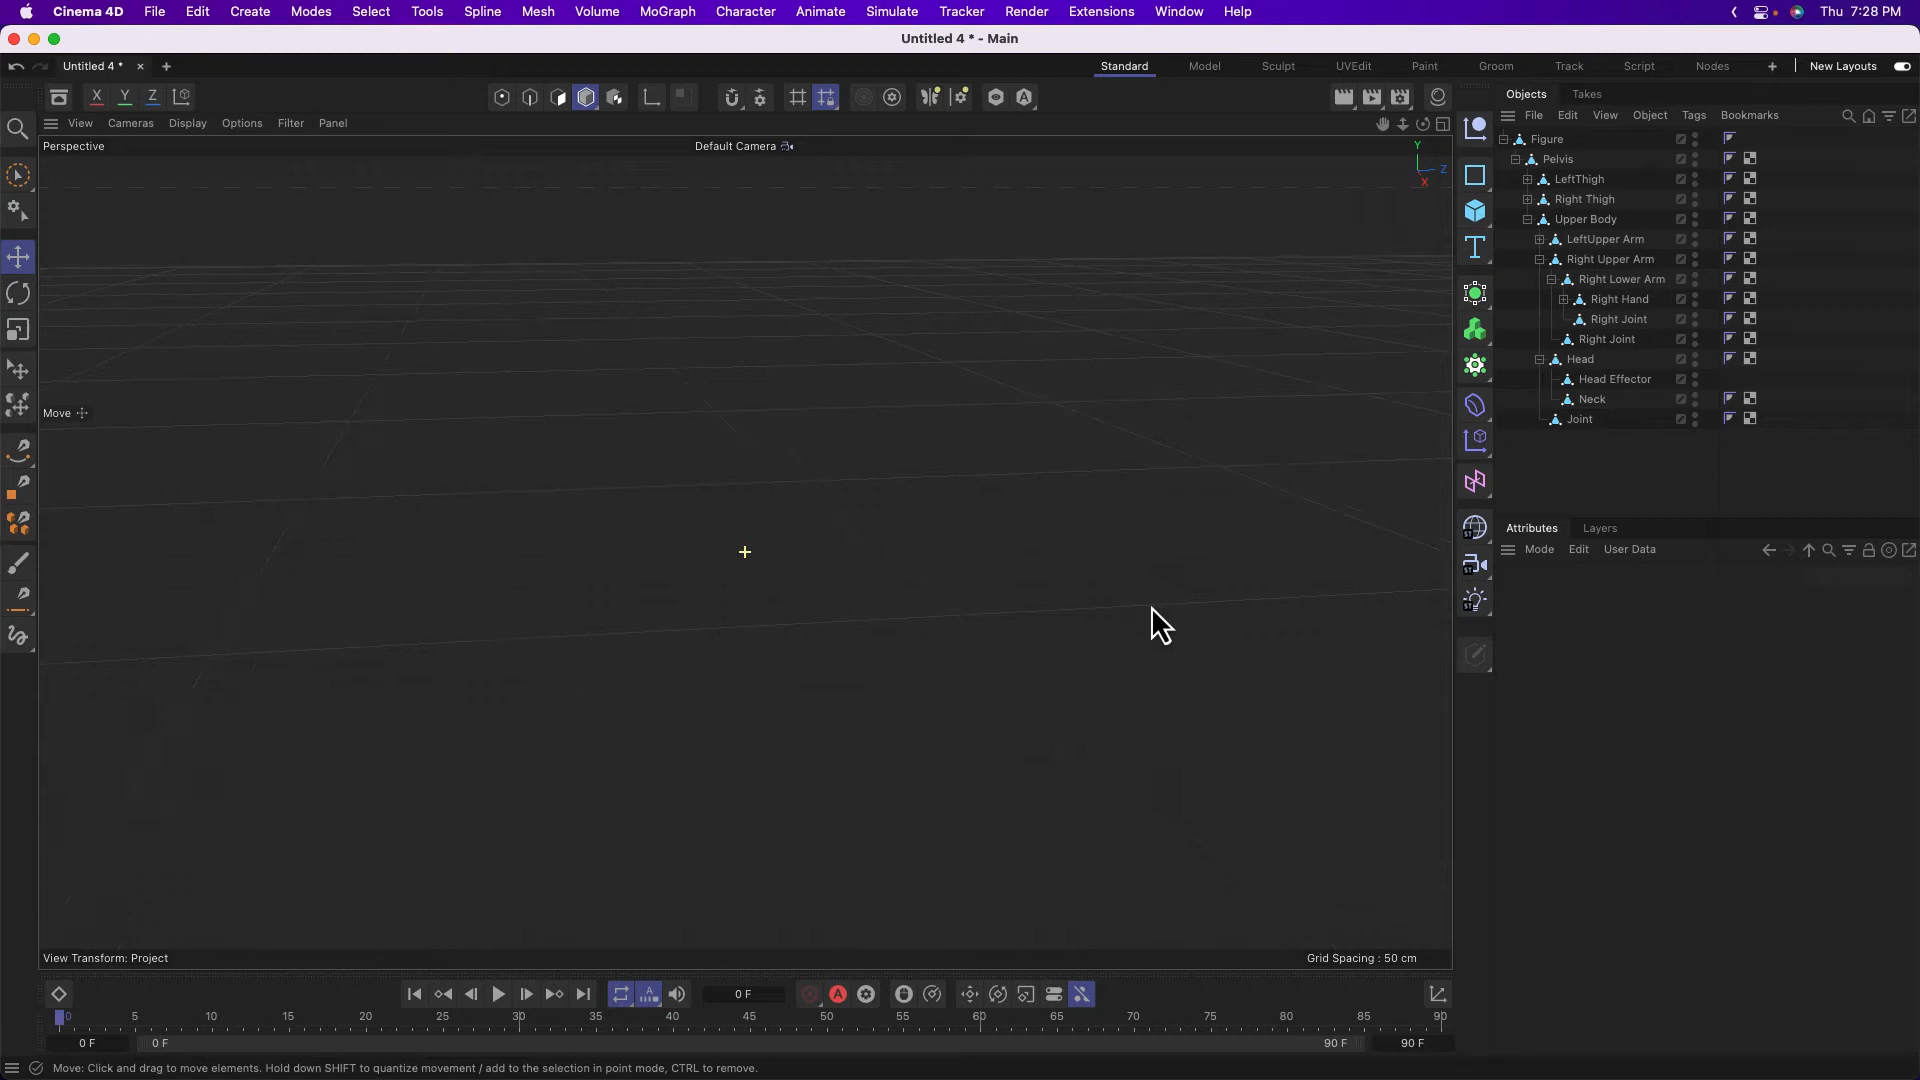 Cinema 4D File Edit Create Modes Select Tools Spline Mesh Volume MoGraph Character Animate Simulate Tracker Render Extensions Window Help Thu 7:28 PM
Untitled 4 * - Main
Untitled 4 * Standard Model Sculpt UVEdit Paint Groom Track Script Nodes New Layouts
X Y Z
Objects Takes
File Edit View Object Tags Bookmarks
View Cameras Display Options Filter Panel
Perspective Default Camera
Y
Z
X
Figure
Pelvis
LeftThigh
Right Thigh
Upper Body
LeftUpper Arm
Right Upper Arm
Right Lower Arm
Right Hand
Right Joint
Right Joint
Head
Head Effector
Neck
Joint
Move
Attributes Layers
Mode Edit User Data
ST
ST
ST
View Transform: Project Grid Spacing : 50 cm
0 F
0 5 10 15 20 25 30 35 40 45 50 55 60 65 70 75 80 85 90
0 F 0 F 90 F 90 F
Move: Click and drag to move elements. Hold down SHIFT to quantize movement / add to the selection in point mode, CTRL to remove.